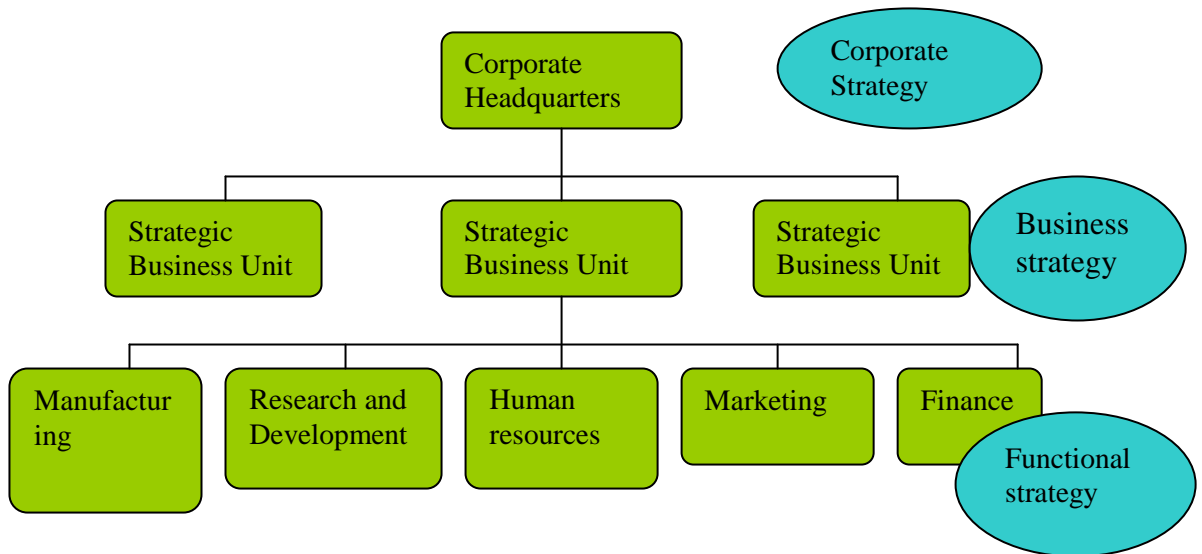 Corporate
Headquarters
Corporate
Strategy
Strategic
Business Unit
Strategic
Business Unit
Strategic
Business Unit
Business
strategy
Manufactur
ing
Research and
Development
Human
resources
Marketing
Finance
Functional
strategy